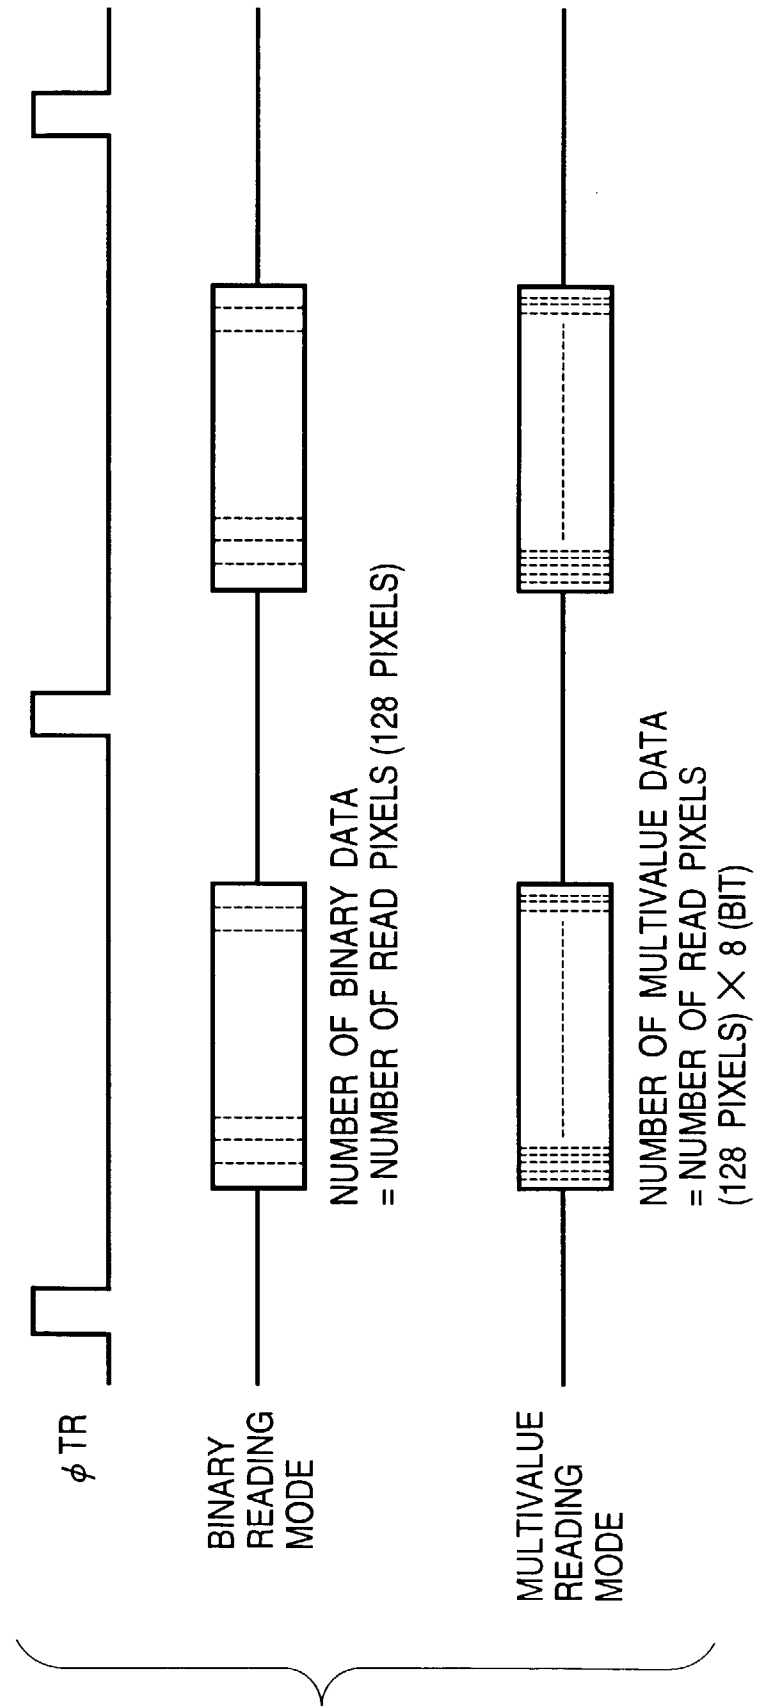 ϕ TR
BINARY
READING
MODE
NUMBER OF BINARY DATA
= NUMBER OF READ PIXELS (128 PIXELS)
MULTIVALUE
READING
MODE
NUMBER OF MULTIVALUE DATA
= NUMBER OF READ PIXELS
(128 PIXELS) × 8 (BIT)